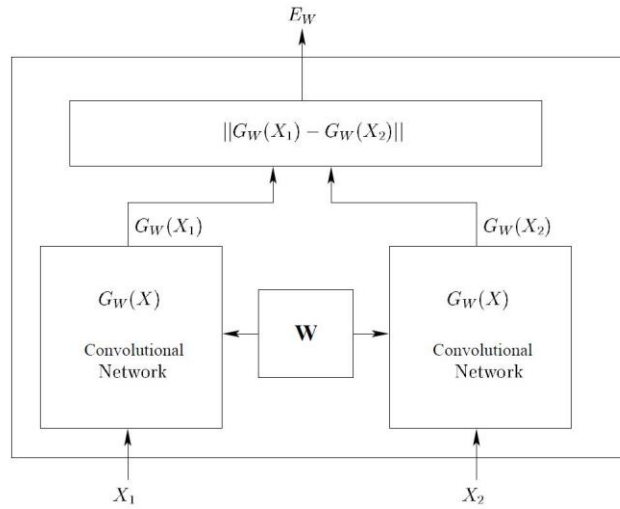 E_W
||G_W(X_1) − G_W(X_2)||
G_W(X_1)
G_W(X_2)
G_W(X)
Convolutional
Network
W
G_W(X)
Convolutional
Network
X_1
X_2